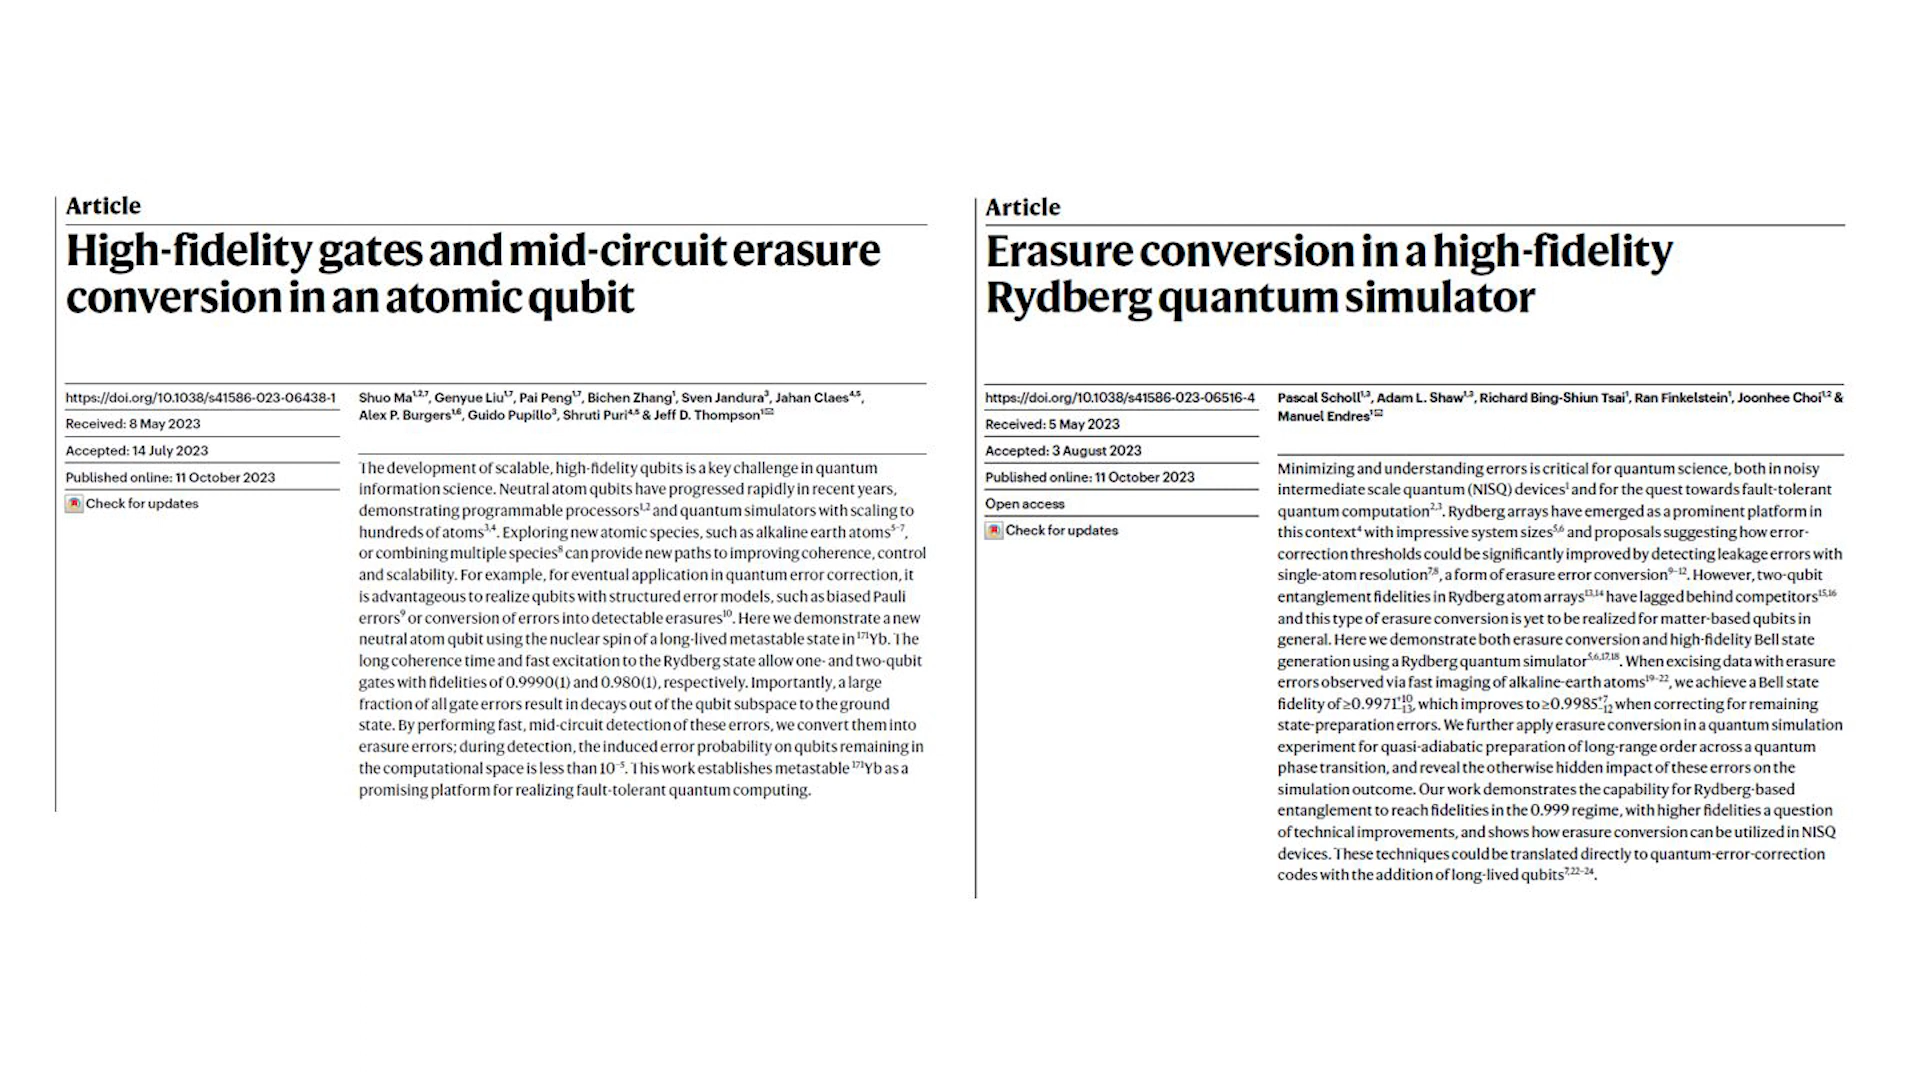 Article
High-fidelity gates and mid-circuit erasure
conversion in an atomic qubit
https://doi.org/10.1038/s41586-023-06438-1
Received: 8 May 2023
Accepted: 14 July 2023
Published online: 11 October 2023
Check for updates
Shuo Ma1,2,7, Genyue Liu1,7, Pai Peng1,7, Bichen Zhang1, Sven Jandura3, Jahan Claes4,5,
Alex P. Burgers1,6, Guido Pupillo3, Shruti Puri4,5 & Jeff D. Thompson1✉
The development of scalable, high-fidelity qubits is a key challenge in quantum
information science. Neutral atom qubits have progressed rapidly in recent years,
demonstrating programmable processors1,2 and quantum simulators with scaling to
hundreds of atoms3,4. Exploring new atomic species, such as alkaline earth atoms5–7,
or combining multiple species8 can provide new paths to improving coherence, control
and scalability. For example, for eventual application in quantum error correction, it
is advantageous to realize qubits with structured error models, such as biased Pauli
errors9 or conversion of errors into detectable erasures10. Here we demonstrate a new
neutral atom qubit using the nuclear spin of a long-lived metastable state in 171Yb. The
long coherence time and fast excitation to the Rydberg state allow one- and two-qubit
gates with fidelities of 0.9990(1) and 0.980(1), respectively. Importantly, a large
fraction of all gate errors result in decays out of the qubit subspace to the ground
state. By performing fast, mid-circuit detection of these errors, we convert them into
erasure errors; during detection, the induced error probability on qubits remaining in
the computational space is less than 10−5. This work establishes metastable 171Yb as a
promising platform for realizing fault-tolerant quantum computing.
Article
Erasure conversion in a high-fidelity
Rydberg quantum simulator
https://doi.org/10.1038/s41586-023-06516-4
Received: 5 May 2023
Accepted: 3 August 2023
Published online: 11 October 2023
Open access
Check for updates
Pascal Scholl1,3, Adam L. Shaw1,3, Richard Bing-Shiun Tsai1, Ran Finkelstein1, Joonhee Choi1,2 &
Manuel Endres1✉
Minimizing and understanding errors is critical for quantum science, both in noisy
intermediate scale quantum (NISQ) devices1 and for the quest towards fault-tolerant
quantum computation2,3. Rydberg arrays have emerged as a prominent platform in
this context4 with impressive system sizes5,6 and proposals suggesting how error-
correction thresholds could be significantly improved by detecting leakage errors with
single-atom resolution7,8, a form of erasure error conversion9–12. However, two-qubit
entanglement fidelities in Rydberg atom arrays13,14 have lagged behind competitors15,16
and this type of erasure conversion is yet to be realized for matter-based qubits in
general. Here we demonstrate both erasure conversion and high-fidelity Bell state
generation using a Rydberg quantum simulator5,6,17,18. When excising data with erasure
errors observed via fast imaging of alkaline-earth atoms19–22, we achieve a Bell state
fidelity of ≥0.9971+10−13, which improves to ≥0.9985+7−12 when correcting for remaining
state-preparation errors. We further apply erasure conversion in a quantum simulation
experiment for quasi-adiabatic preparation of long-range order across a quantum
phase transition, and reveal the otherwise hidden impact of these errors on the
simulation outcome. Our work demonstrates the capability for Rydberg-based
entanglement to reach fidelities in the 0.999 regime, with higher fidelities a question
of technical improvements, and shows how erasure conversion can be utilized in NISQ
devices. These techniques could be translated directly to quantum-error-correction
codes with the addition of long-lived qubits7,22–24.